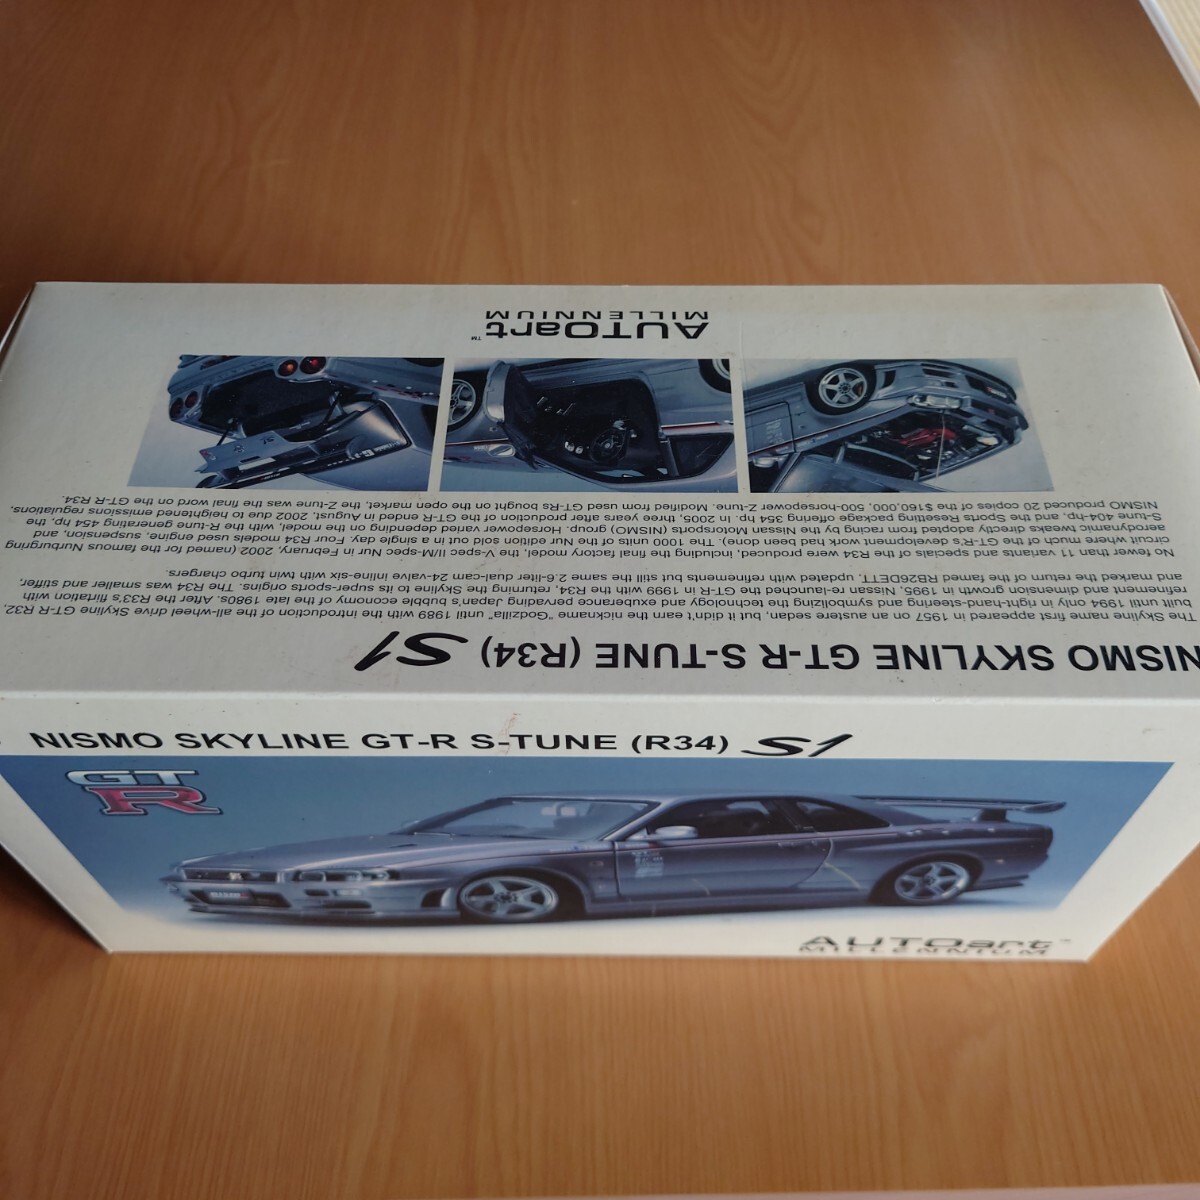 NISMO SKYLINE GT-R S-TUNE (R34) S1
The Skyline name first appeared in 1957 on an austere sedan, but it didn't earn the nickname "Godzilla" until 1989 with the introduction of the all-wheel drive Skyline GT-R R32,
built until 1994 only in right-hand-steering and symbolizing the technology and exuberance pervading Japan's bubble economy of the late 1980s. After the R33's flirtation with
refinement and dimension growth in 1995, Nissan re-launched the GT-R in 1999 with the R34, returning the Skyline to its super-sports origins. The R34 was smaller and stiffer,
and marked the return of the famed RB26DETT, updated with refinements but still the same 2.6-liter dual-cam 24-valve inline-six with twin turbo chargers.
No fewer than 11 variants and specials of the R34 were produced, including the final factory model, the V-spec II/M-spec Nur in February, 2002 (named for the famous Nurburgring
circuit where much of the GT-R's development work had been done). The 1000 units of the Nur edition sold out in a single day. Four R34 models used engine, suspension, and
aerodynamic tweaks directly adopted from racing by the Nissan Motorsports (NISMO) group. Horsepower varied depending on the model, with the R-tune generating 454 hp, the
S-tune 404-hp, and the Sports Resetting package offering 354 hp. In 2005, three years after production of the GT-R ended in August, 2002 due to heightened emissions regulations,
NISMO produced 20 copies of the $160,000, 500-horsepower Z-tune. Modified from used GT-Rs bought on the open market, the Z-tune was the final word on the GT-R R34.
AUTOart™
MILLENNIUM
NISMO SKYLINE GT-R S-TUNE (R34) S1
GT
R
AUTOart™
MILLENNIUM